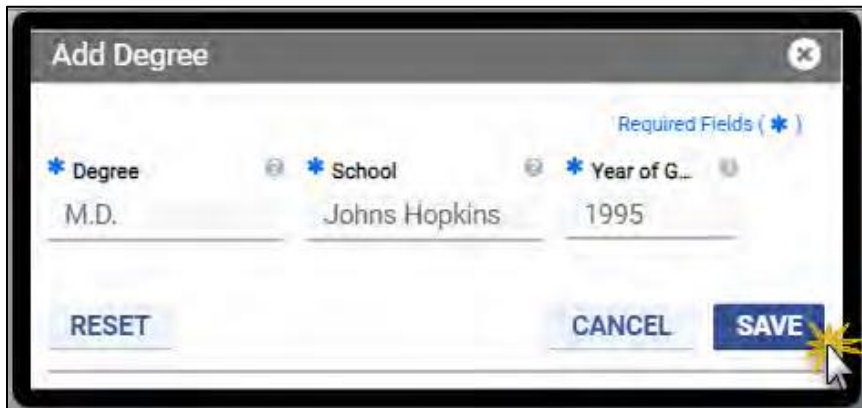 Add Degree
Required Fields ( * )
* Degree * School * Year of G...
M.D. Johns Hopkins 1995
RESET CANCEL SAVE